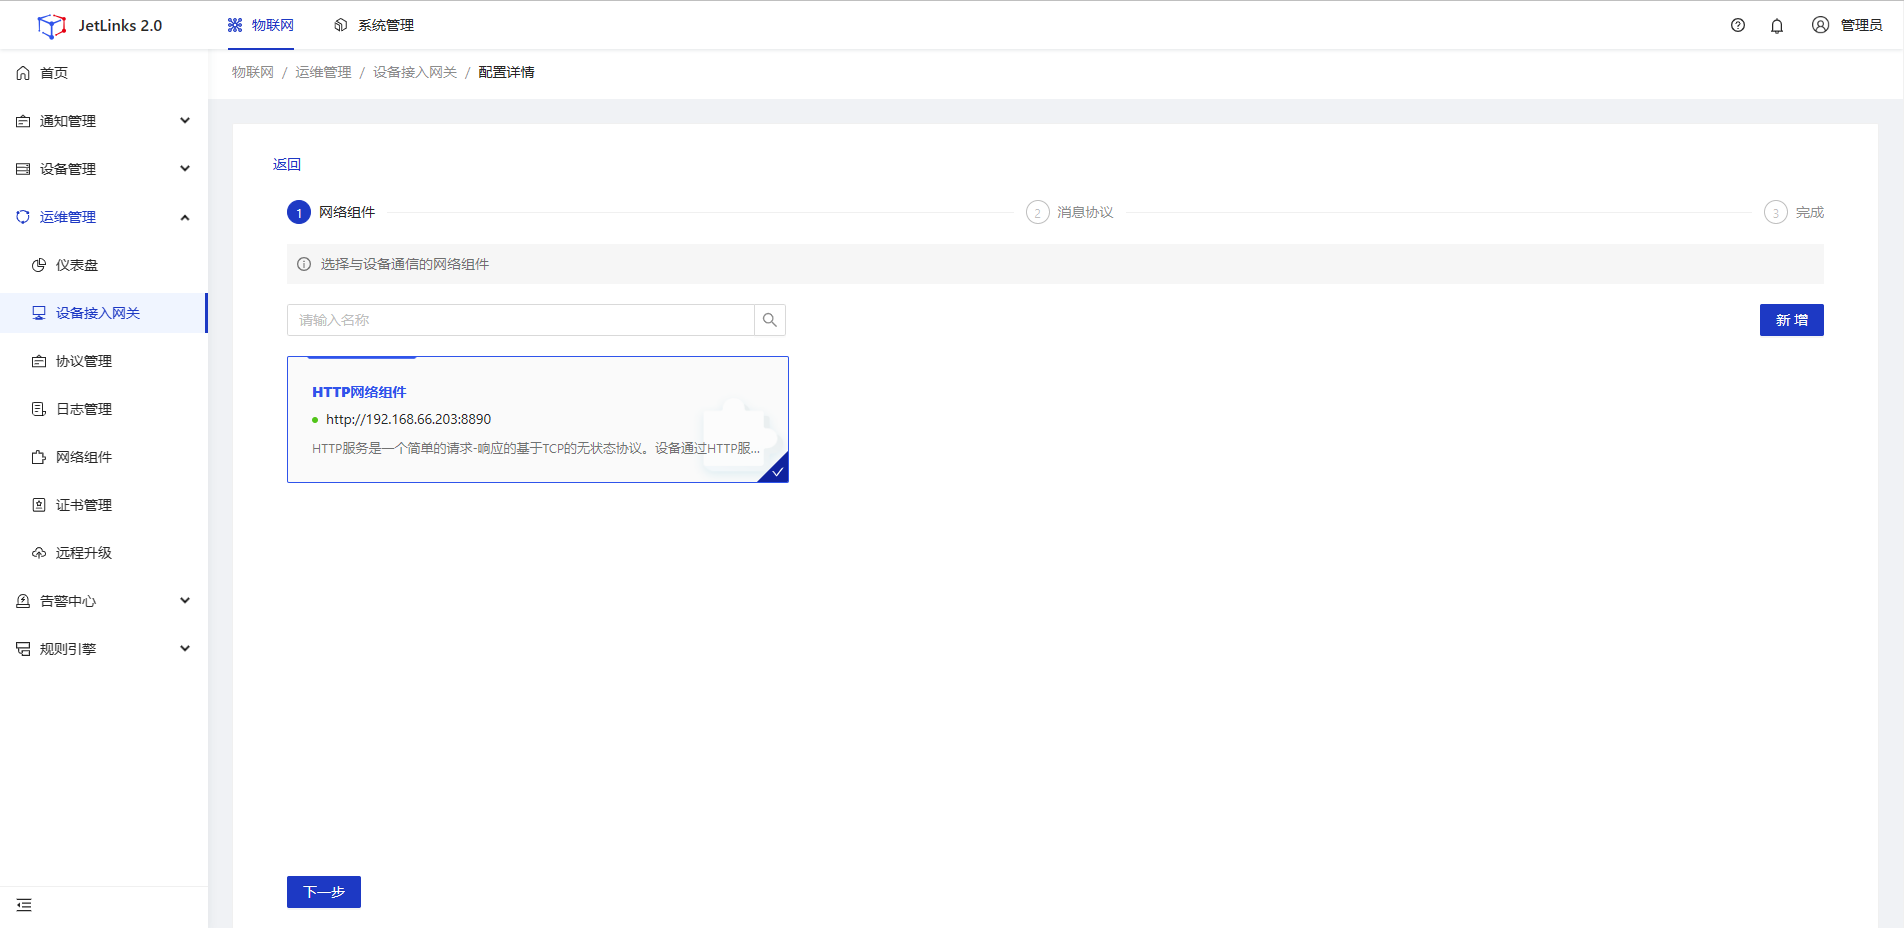 JetLinks 2.0
物联网
系统管理
管理员
首页
通知管理
设备管理
运维管理
仪表盘
设备接入网关
协议管理
日志管理
网络组件
证书管理
远程升级
告警中心
规则引擎
物联网 / 运维管理 / 设备接入网关 / 配置详情
返回
1 网络组件
2 消息协议
3 完成
选择与设备通信的网络组件
请输入名称
新 增
HTTP网络组件
http://192.168.66.203:8890
HTTP服务是一个简单的请求-响应的基于TCP的无状态协议。设备通过HTTP服...
下一步